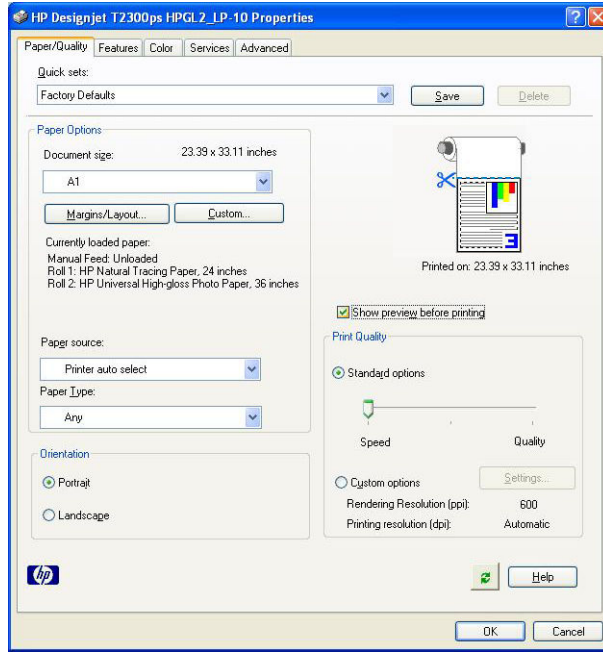 HP Designjet T2300ps HPGL2_LP-10 Properties
Paper/Quality Features Color Services Advanced
Quick sets:
Factory Defaults
Save
Delete
Paper Options
Document size:
23.39 x 33.11 inches
A1
Margins/Layout...
Custom...
Currently loaded paper:
Manual Feed: Unloaded
Roll 1: HP Natural Tracing Paper, 24 inches
Roll 2: HP Universal High-gloss Photo Paper, 36 inches
Paper source:
Printer auto select
Paper Type:
Any
Orientation
Portrait
Landscape
3
Printed on: 23.39 x 33.11 inches
Show preview before printing
Print Quality
Standard options
Speed
Quality
Custom options
Settings...
Rendering Resolution (ppi): 600
Printing resolution (dpi): Automatic
hp
Help
OK
Cancel